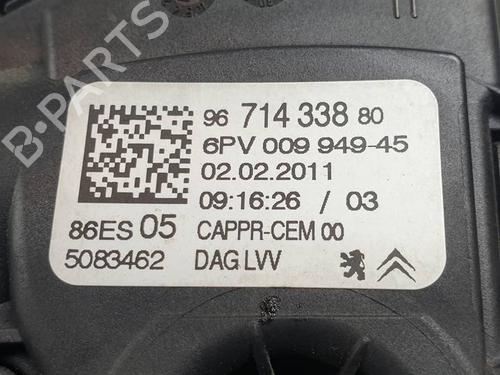 B-PARTS
96 714 338 80
6PV 009 949-45
02.02.2011
09:16:26 / 03
86ES 05 CAPPR-CEM 00
5083462 DAG LVV